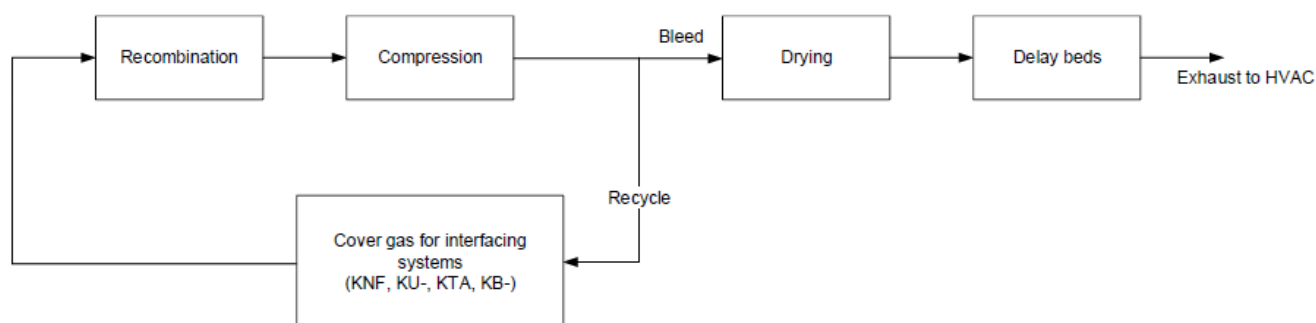 Recombination
Compression
Bleed
Drying
Delay beds
Exhaust to HVAC
Recycle
Cover gas for interfacing
systems
(KNF, KU-, KTA, KB-)